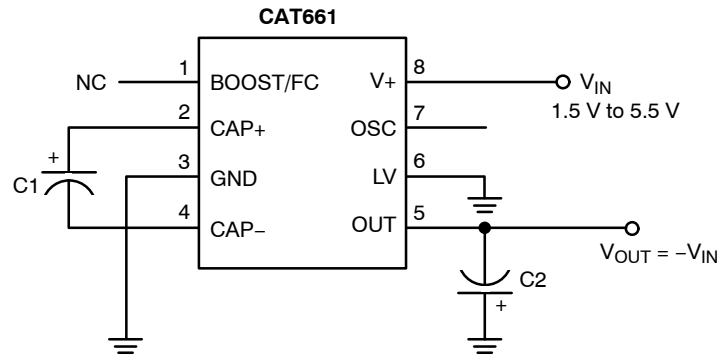 CAT661
NC 1 BOOST/FC V+ 8 V_IN
1.5 V to 5.5 V
2 CAP+ OSC 7
+
C1
3 GND LV 6
4 CAP− OUT 5
V_OUT = −V_IN
C2
+